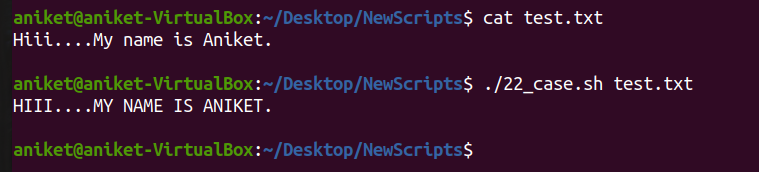 aniket@aniket-VirtualBox:~/Desktop/NewScripts$ cat test.txt
Hiii....My name is Aniket.
aniket@aniket-VirtualBox:~/Desktop/NewScripts$ ./22_case.sh test.txt
HIII....MY NAME IS ANIKET.
aniket@aniket-VirtualBox:~/Desktop/NewScripts$